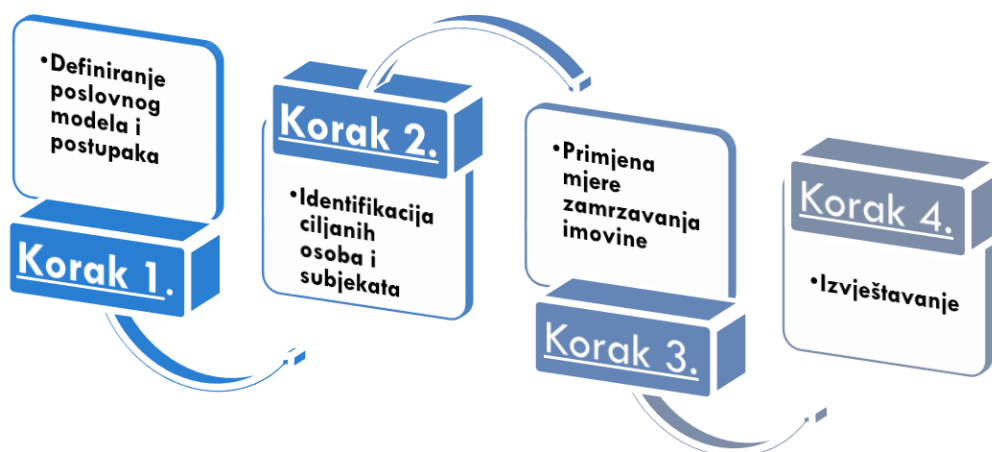 •Definiranje
poslovnog
modela i
postupaka
Korak 1.
Korak 2.
•Identifikacija
ciljanih
osoba i
subjekata
•Primjena
mjere
zamrzavanja
imovine
Korak 3.
Korak 4.
•Izvještavanje